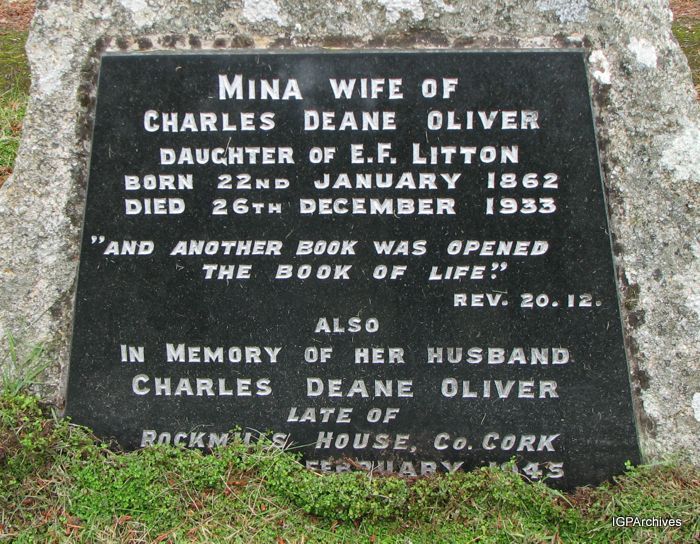 MINA WIFE OF
CHARLES DEANE OLIVER
DAUGHTER OF E.F. LITTON
BORN 22ND JANUARY 1862
DIED 26TH DECEMBER 1933
"AND ANOTHER BOOK WAS OPENED
THE BOOK OF LIFE."
REV. 20.12.
ALSO
IN MEMORY OF HER HUSBAND
CHARLES DEANE OLIVER
LATE OF
ROCKMILLS HOUSE, CO. CORK
FEBRUARY 1945
IGPArchives